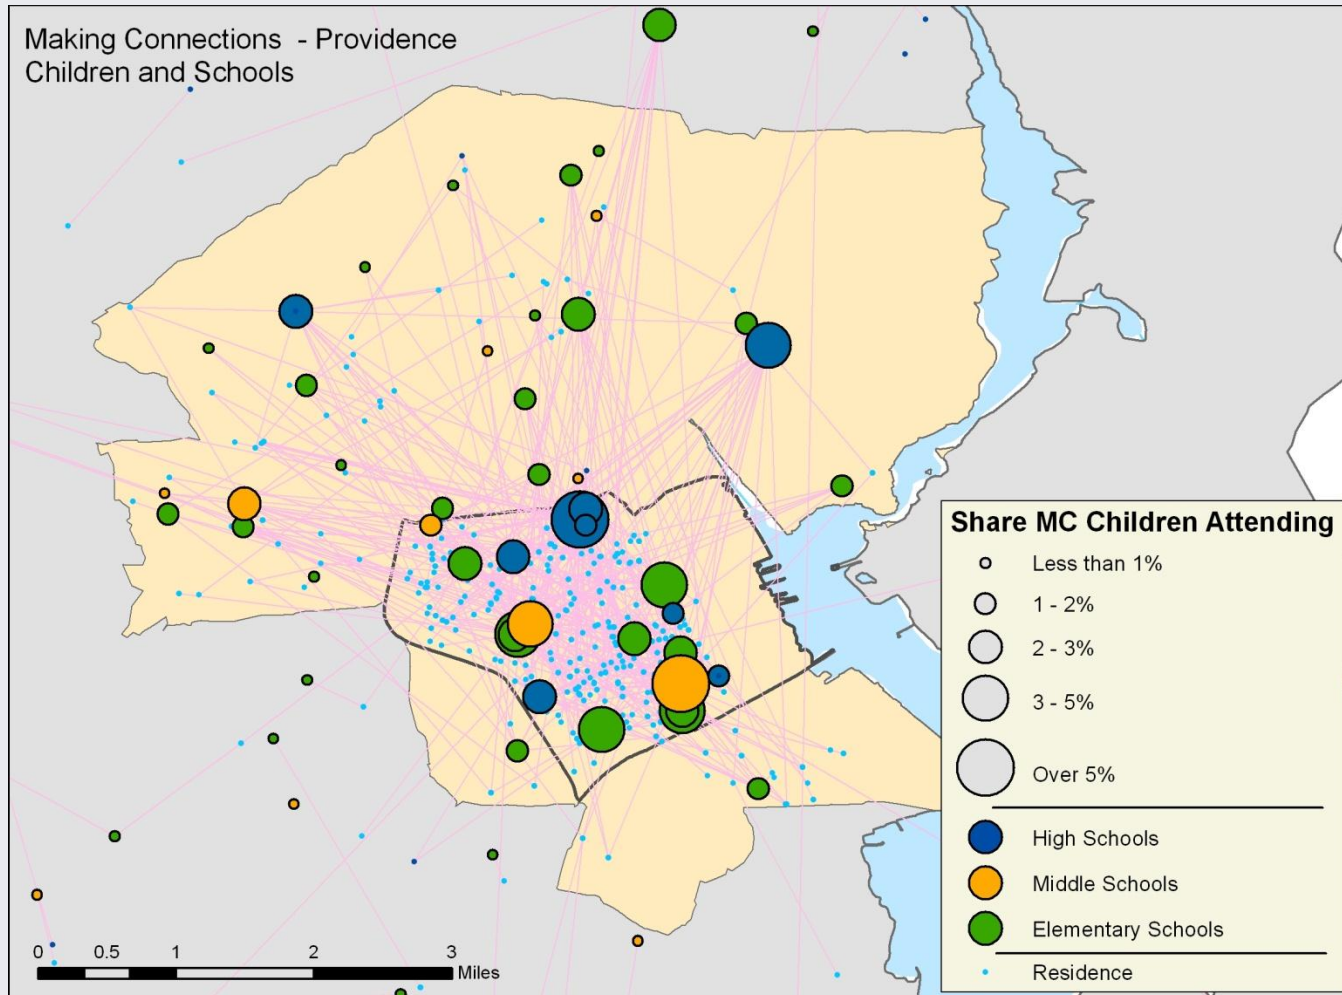 Making Connections - Providence
Children and Schools
Share MC Children Attending
Less than 1%
1 - 2%
2 - 3%
3 - 5%
Over 5%
High Schools
Middle Schools
Elementary Schools
Residence
0 0.5 1 2 3
Miles